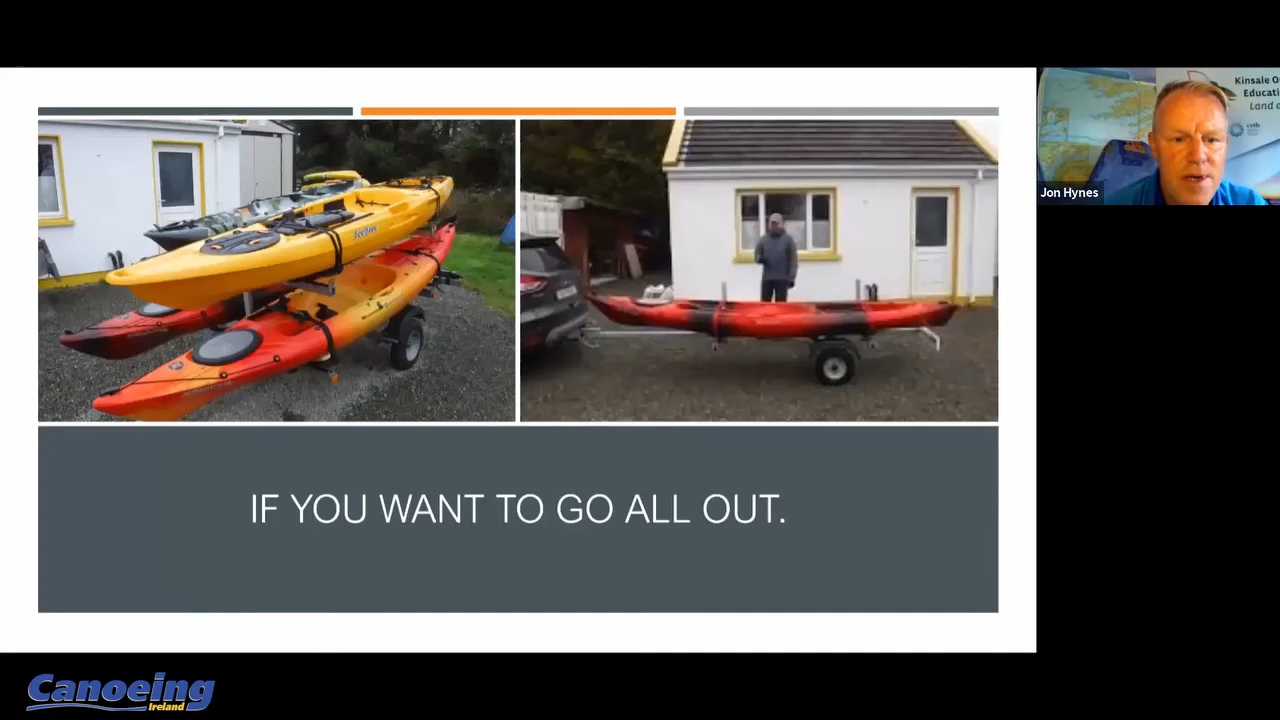 IF YOU WANT TO GO ALL OUT.
Jon Hynes
Kinsale O
Educati
Land a
Canoeing
Ireland